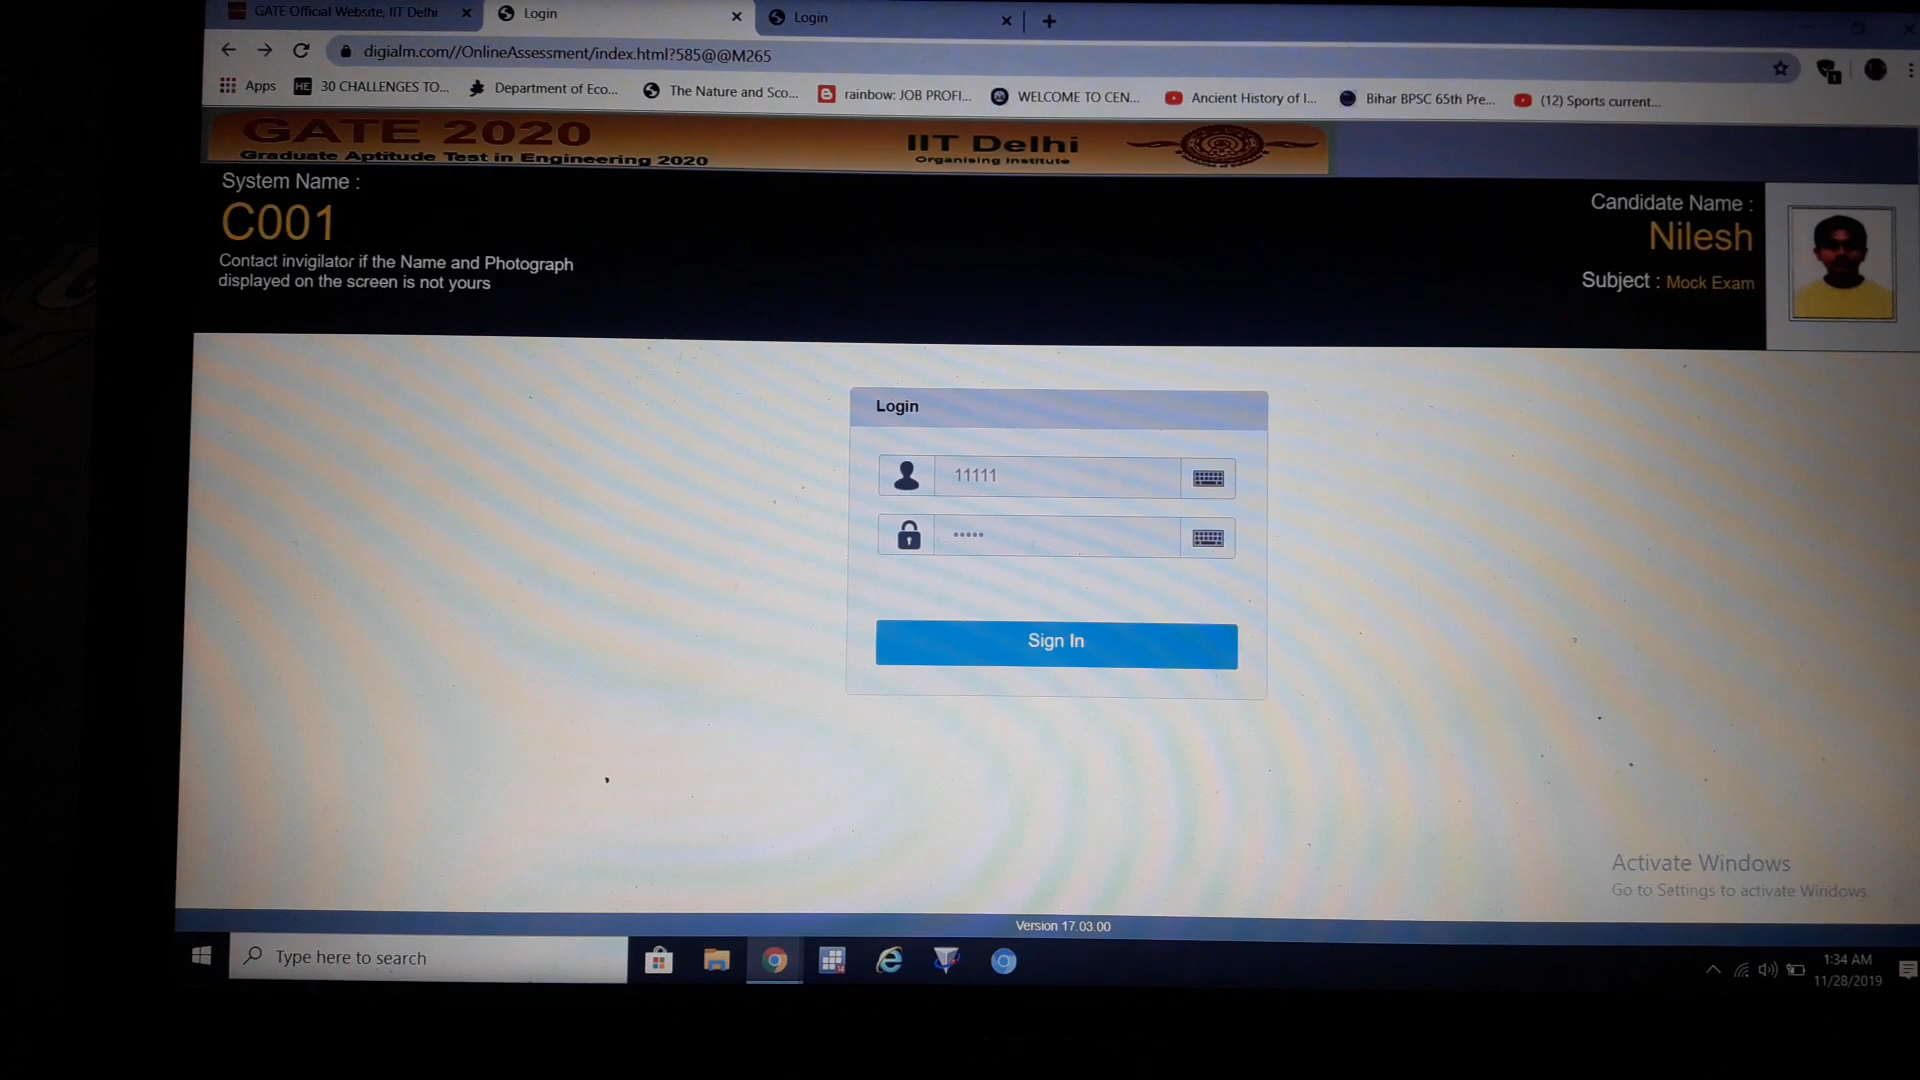 GATE Official Website, IIT Delhi
Login
Login
digialm.com//OnlineAssessment/index.html?585@@M265
Apps
HE
30 CHALLENGES TO...
Department of Eco...
The Nature and Sco...
rainbow: JOB PROFI...
WELCOME TO CEN...
Ancient History of I...
Bihar BPSC 65th Pre...
(12) Sports current...
GATE 2020
Graduate Aptitude Test in Engineering 2020
IIT Delhi
Organising Institute
System Name :
C001
Contact invigilator if the Name and Photograph
displayed on the screen is not yours
Candidate Name :
Nilesh
Subject : Mock Exam
Login
11111
•••••
Sign In
Activate Windows
Go to Settings to activate Windows.
Version 17.03.00
Type here to search
1:34 AM
11/28/2019